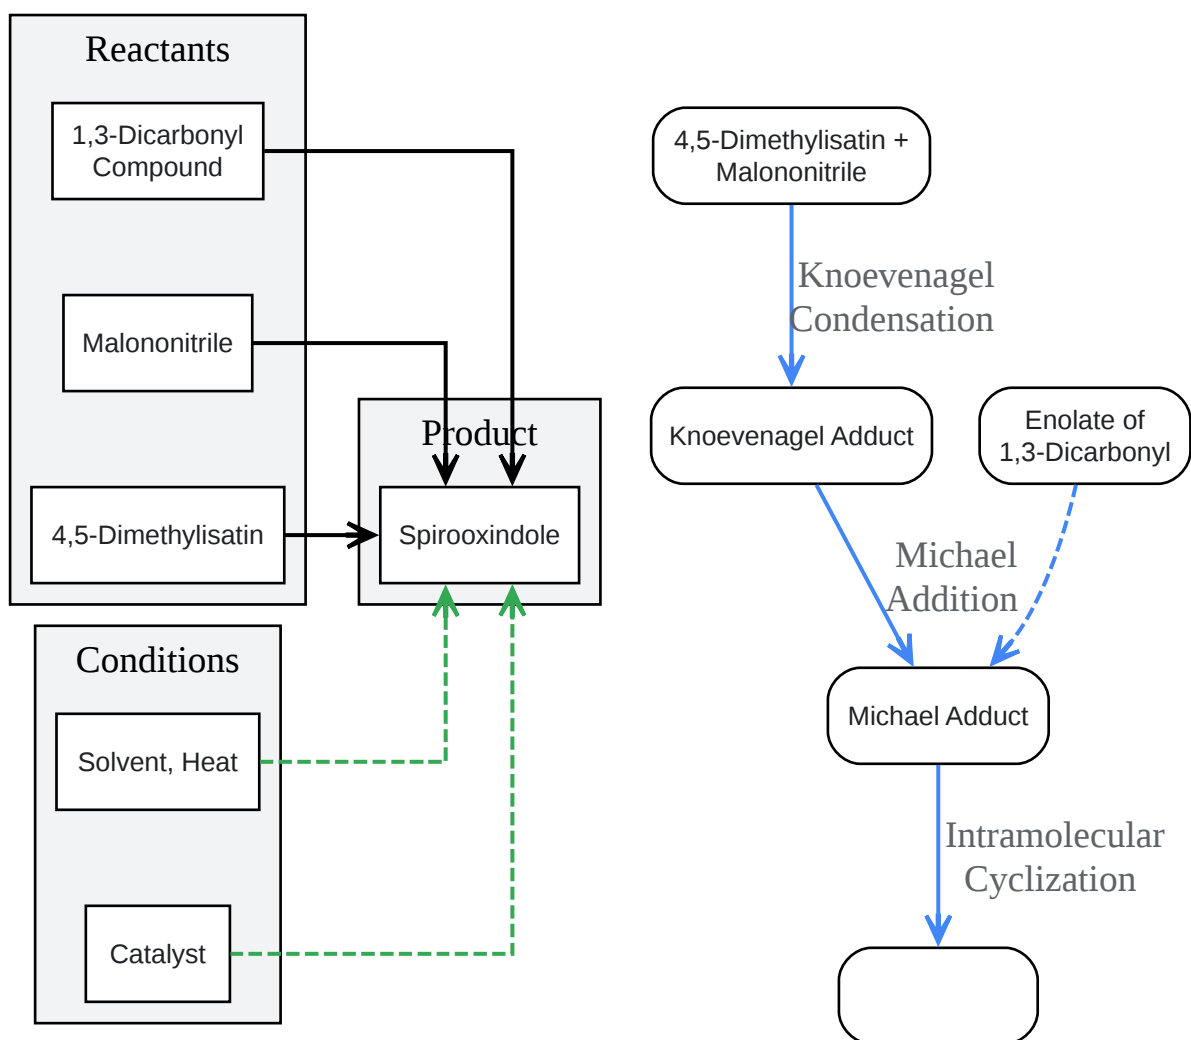 Reactants
1,3-Dicarbonyl
Compound
Malononitrile
4,5-Dimethylisatin
Product
Spirooxindole
Conditions
Solvent, Heat
Catalyst
4,5-Dimethylisatin +
Malononitrile
Knoevenagel
Condensation
Knoevenagel Adduct
Enolate of
1,3-Dicarbonyl
Michael
Addition
Michael Adduct
Intramolecular
Cyclization